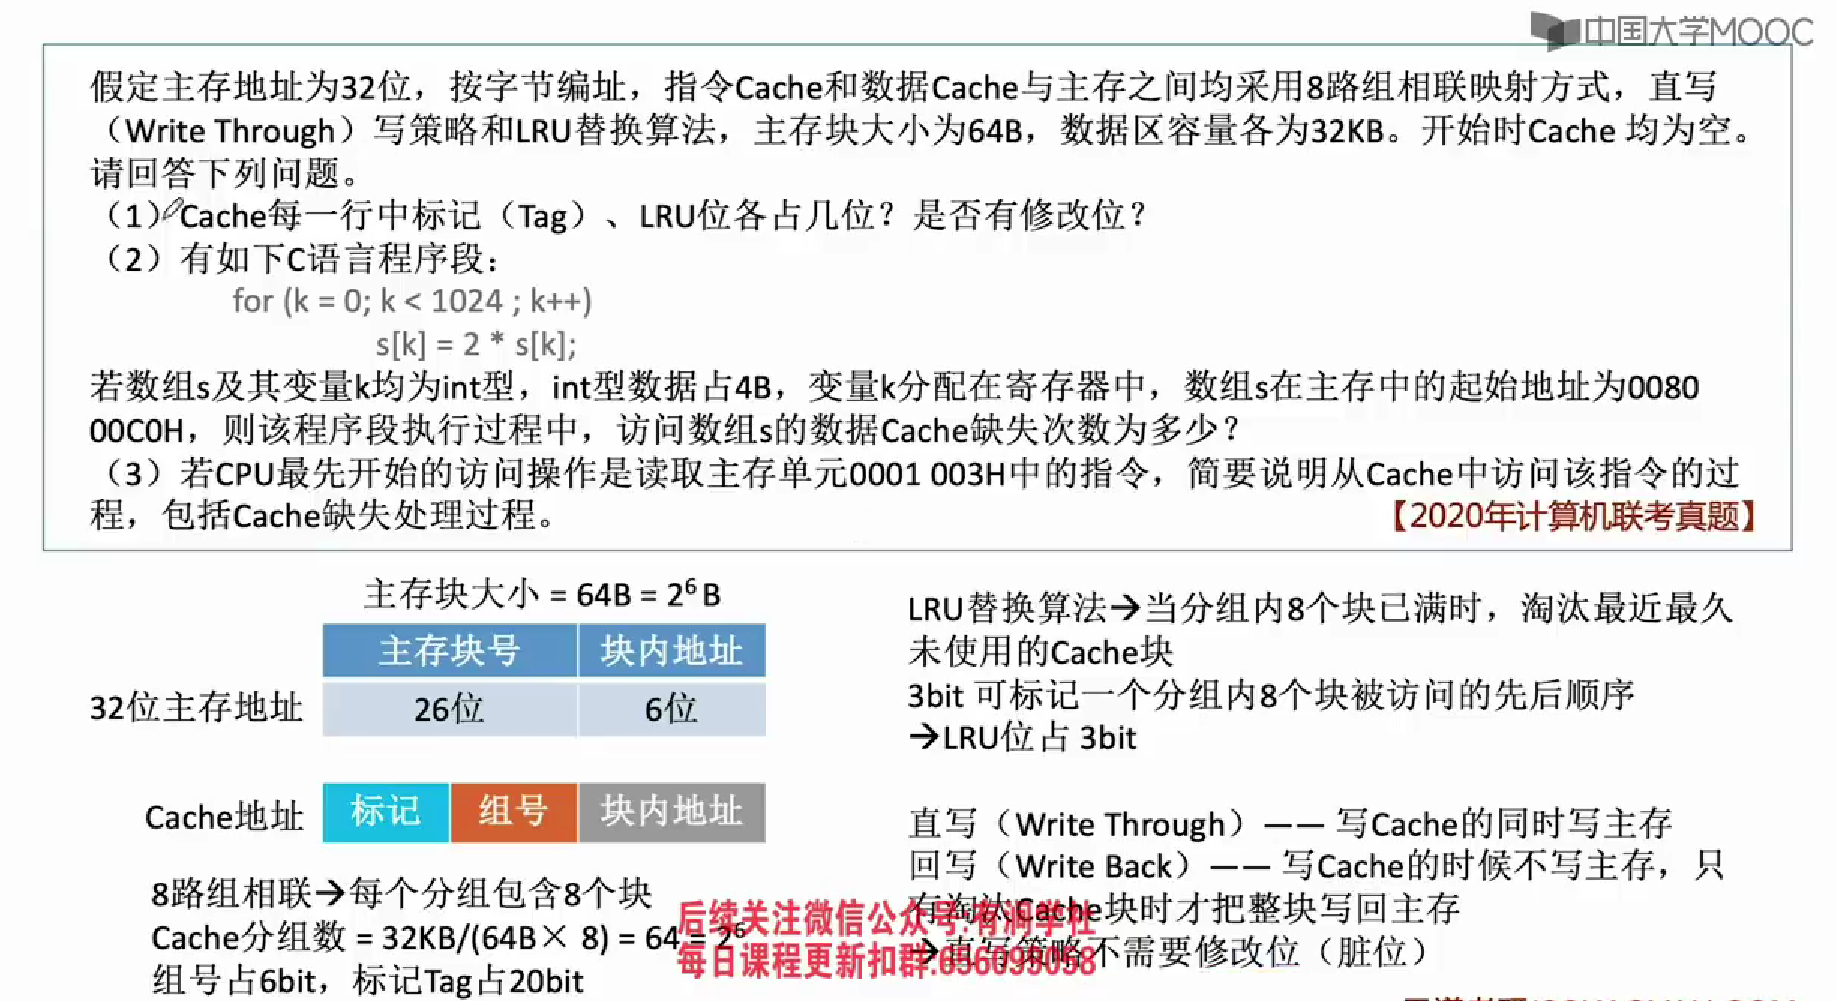 中国大学MOOC
假定主存地址为32位，按字节编址，指令Cache和数据Cache与主存之间均采用8路组相联映射方式，直写
（Write Through）写策略和LRU替换算法，主存块大小为64B，数据区容量各为32KB。开始时Cache 均为空。
请回答下列问题。
（1）Cache每一行中标记（Tag）、LRU位各占几位？是否有修改位？
（2）有如下C语言程序段：
for (k = 0; k < 1024 ; k++)
s[k] = 2 * s[k];
若数组s及其变量k均为int型，int型数据占4B，变量k分配在寄存器中，数组s在主存中的起始地址为0080
00C0H，则该程序段执行过程中，访问数组s的数据Cache缺失次数为多少？
（3）若CPU最先开始的访问操作是读取主存单元0001 003H中的指令，简要说明从Cache中访问该指令的过
程，包括Cache缺失处理过程。
【2020年计算机联考真题】
主存块大小 = 64B = 2⁶ B
主存块号 块内地址
32位主存地址 26位 6位
Cache地址 标记 组号 块内地址
8路组相联→每个分组包含8个块
Cache分组数 = 32KB/(64B× 8) = 64 = 2⁶
组号占6bit，标记Tag占20bit
LRU替换算法→当分组内8个块已满时，淘汰最近最久
未使用的Cache块
3bit 可标记一个分组内8个块被访问的先后顺序
→LRU位占 3bit
直写（Write Through）—— 写Cache的同时写主存
回写（Write Back）—— 写Cache的时候不写主存，只
有淘汰Cache块时才把整块写回主存
→直写策略不需要修改位（脏位）
后续关注微信公众号:有润学社
每日课程更新扣群:656095058